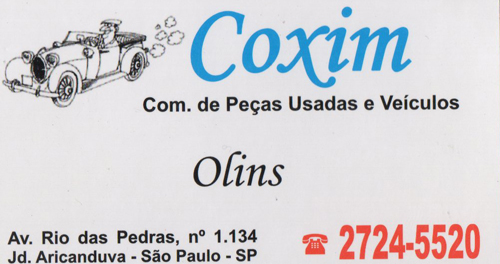 Coxim
Com. de Peças Usadas e Veículos
Olins
Av. Rio das Pedras, nº 1.134
Jd. Aricanduva - São Paulo - SP
☎ 2724-5520